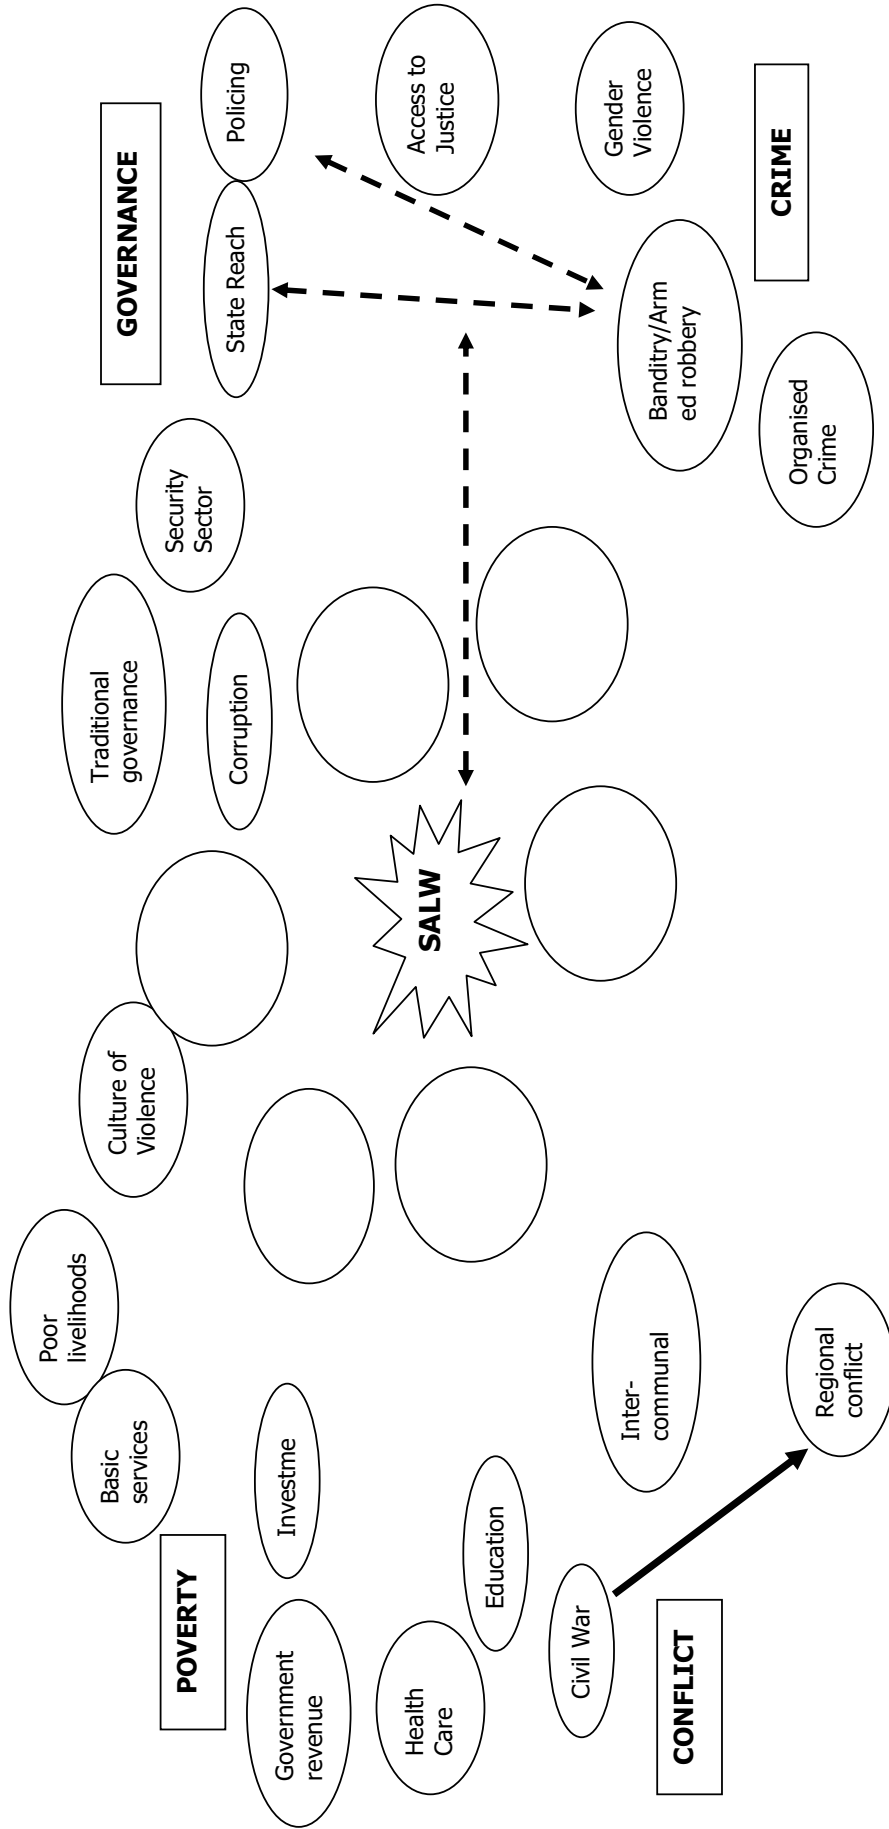 POVERTY
GOVERNANCE
Poor
livelihoods
Basic
services
Culture of
Violence
Traditional
governance
Security
Sector
State Reach
Policing
Government
revenue
Investme
Corruption
Health
Care
Education
SALW
Access to
Justice
Civil War
Inter-
communal
Gender
Violence
Banditry/Arm
ed robbery
CONFLICT
Regional
conflict
Organised
Crime
CRIME